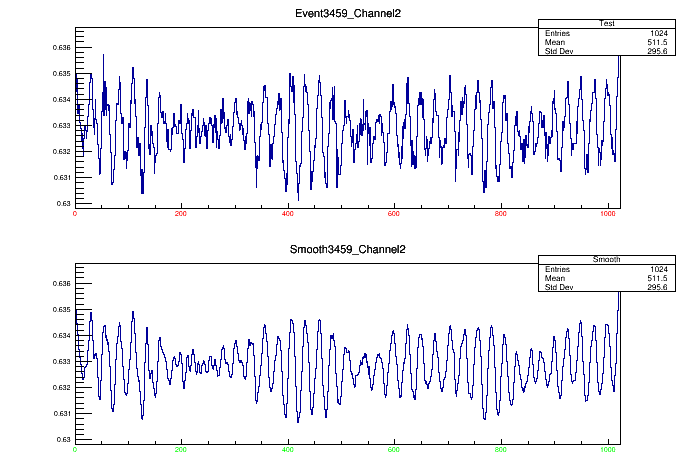 Event3459_Channel2
Test
Entries 1024
Mean 511.5
Std Dev 295.6
0.636
0.635
0.634
0.633
0.632
0.631
0.63
0 200 400 600 800 1000
Smooth3459_Channel2
Smooth
Entries 1024
Mean 511.5
Std Dev 295.6
0.636
0.635
0.634
0.633
0.632
0.631
0.63
0 200 400 600 800 1000